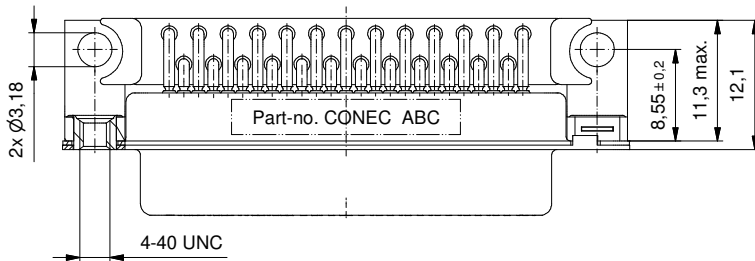 2x Ø3,18
Part-no. CONEC ABC
8,55±0,2
11,3 max.
12,1
4-40 UNC